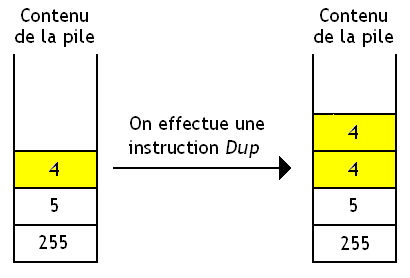 Contenu
de la pile
4
5
255
On effectue une
instruction Dup
Contenu
de la pile
4
4
5
255